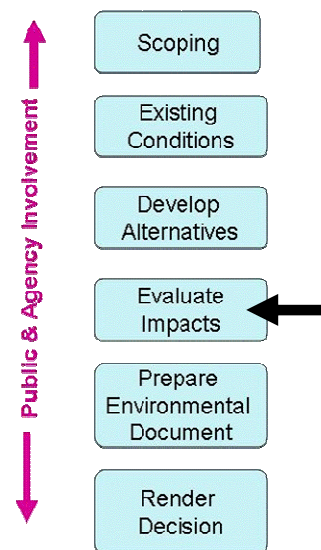 Public & Agency Involvement
Scoping
Existing
Conditions
Develop
Alternatives
Evaluate
Impacts
Prepare
Environmental
Document
Render
Decision